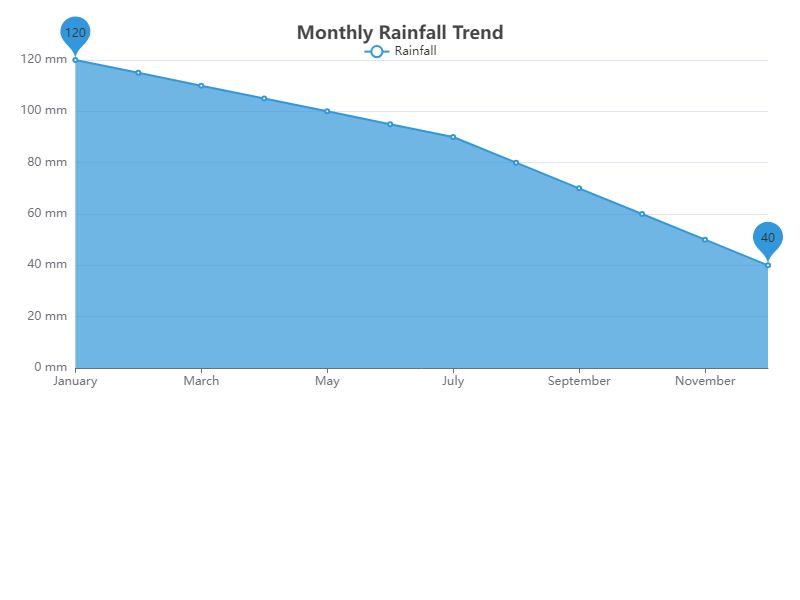 Monthly Rainfall Trend
Rainfall
120
120 mm
100 mm
80 mm
60 mm
40
40 mm
20 mm
0 mm
January March May July September November